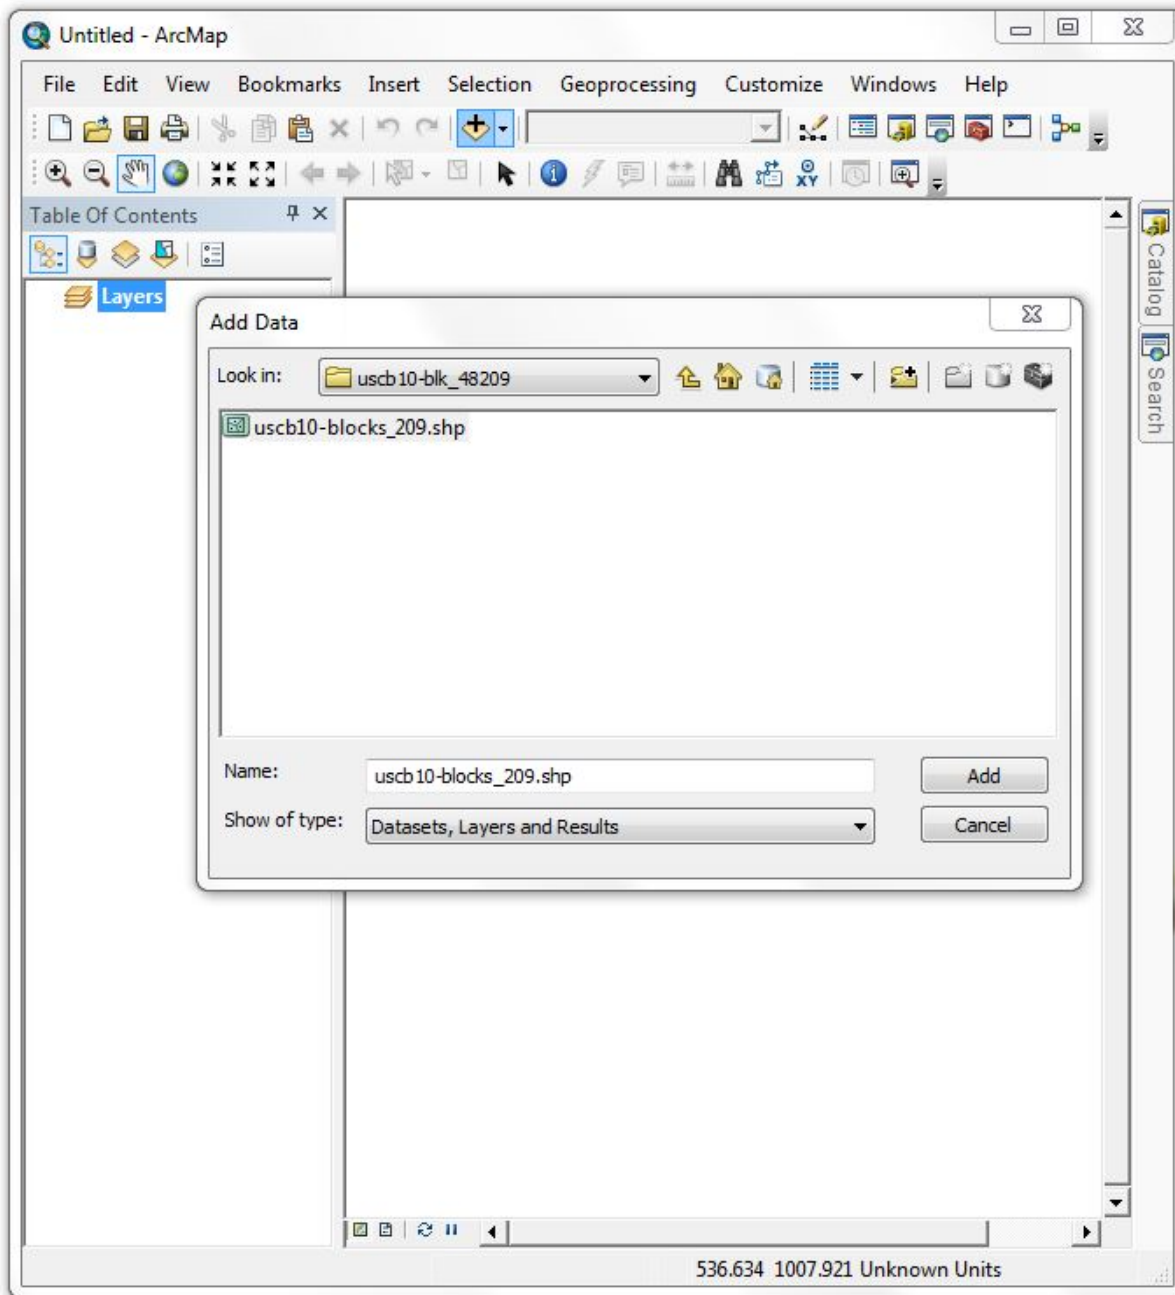 Untitled - ArcMap
File Edit View Bookmarks Insert Selection Geoprocessing Customize Windows Help
XY
Table Of Contents
Layers
Catalog
Search
Add Data
Look in: uscb10-blk_48209
uscb10-blocks_209.shp
Name: uscb10-blocks_209.shp Add
Show of type: Datasets, Layers and Results Cancel
536.634 1007.921 Unknown Units